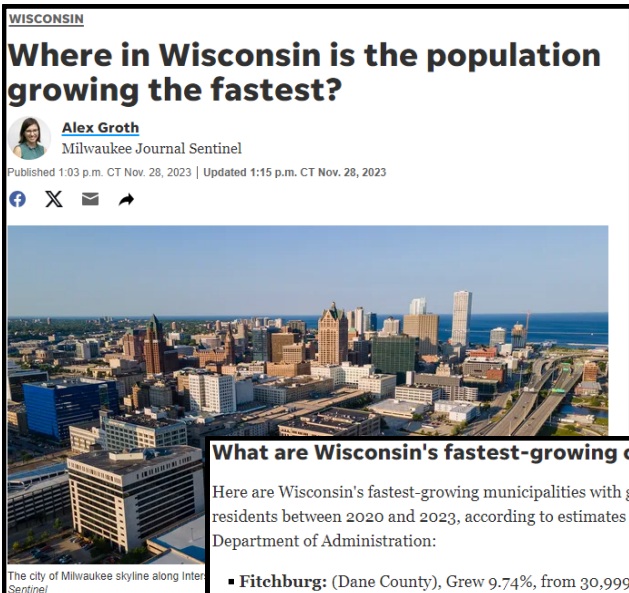 WISCONSIN
Where in Wisconsin is the population
growing the fastest?
Alex Groth
Milwaukee Journal Sentinel
Published 1:03 p.m. CT Nov. 28, 2023 | Updated 1:15 p.m. CT Nov. 28, 2023
What are Wisconsin's fastest-growing
Here are Wisconsin's fastest-growing municipalities with
residents between 2020 and 2023, according to estimates
Department of Administration:
▪ Fitchburg: (Dane County), Grew 9.74%, from 30,999
The city of Milwaukee skyline along
Sentinel